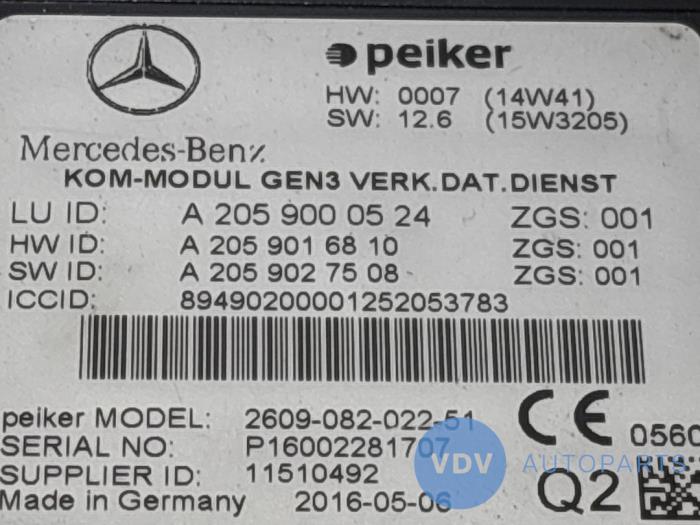 peiker
HW: 0007 (14W41)
SW: 12.6 (15W3205)
Mercedes-Benz
KOM-MODUL GEN3 VERK.DAT.DIENST
LU ID: A 205 900 05 24 ZGS: 001
HW ID: A 205 901 68 10 ZGS: 001
SW ID: A 205 902 75 08 ZGS: 001
ICCID: 89490200001252053783
peiker MODEL: 2609-082-022-51 CE 0560
SERIAL NO: P16002281707
SUPPLIER ID: 11510492 Q2
Made in Germany 2016-05-06
VDV AUTOPARTS